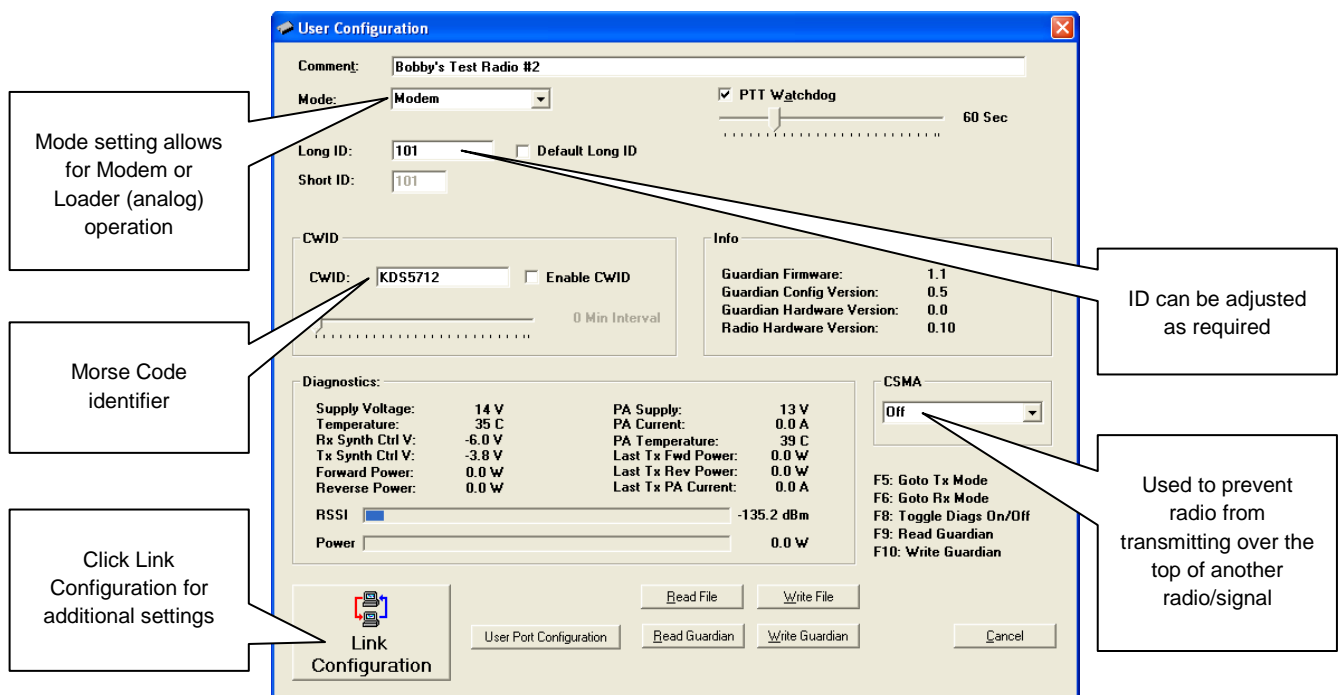 User Configuration
Comment: Bobby's Test Radio #2
Mode: Modem
PTT Watchdog
60 Sec
Long ID: 101 Default Long ID
Short ID: 101
CWID
CWID: KDS5712 Enable CWID
0 Min Interval
Info
Guardian Firmware: 1.1
Guardian Config Version: 0.5
Guardian Hardware Version: 0.0
Radio Hardware Version: 0.10
Diagnostics:
Supply Voltage: 14 V
Temperature: 35 C
Rx Synth Ctrl V: -6.0 V
Tx Synth Ctrl V: -3.8 V
Forward Power: 0.0 W
Reverse Power: 0.0 W
PA Supply: 13 V
PA Current: 0.0 A
PA Temperature: 39 C
Last Tx Fwd Power: 0.0 W
Last Tx Rev Power: 0.0 W
Last Tx PA Current: 0.0 A
RSSI -135.2 dBm
Power 0.0 W
CSMA
Off
F5: Goto Tx Mode
F6: Goto Rx Mode
F8: Toggle Diags On/Off
F9: Read Guardian
F10: Write Guardian
Link
Configuration
User Port Configuration
Read File
Write File
Read Guardian
Write Guardian
Cancel
Mode setting allows
for Modem or
Loader (analog)
operation
Morse Code
identifier
Click Link
Configuration for
additional settings
ID can be adjusted
as required
Used to prevent
radio from
transmitting over the
top of another
radio/signal